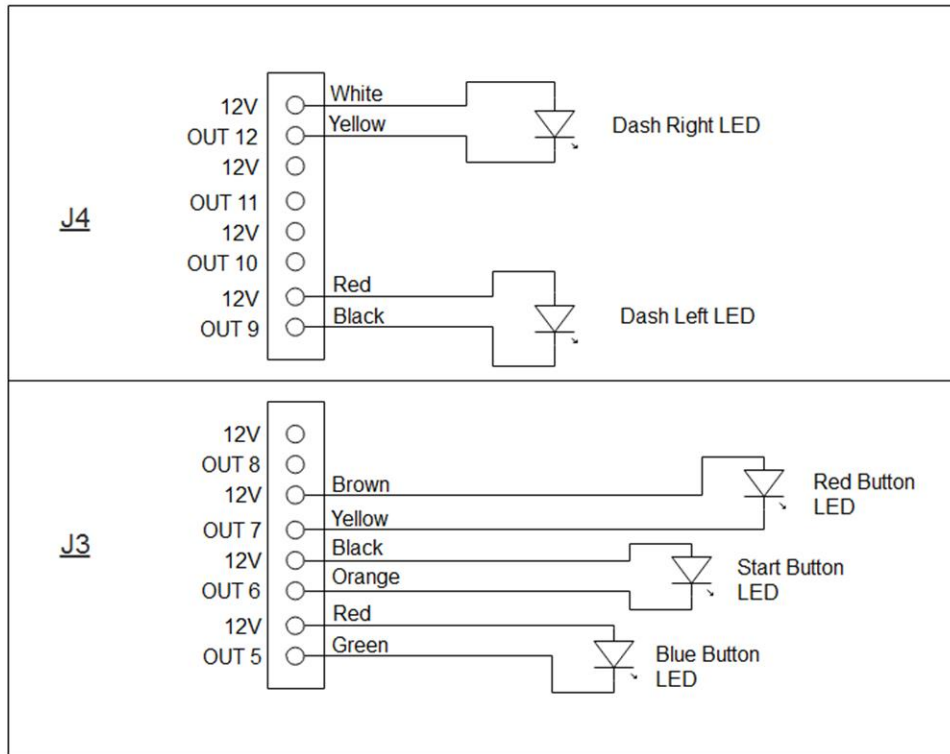 J4
12V
White
OUT 12
Yellow
Dash Right LED
12V
OUT 11
12V
OUT 10
12V
Red
OUT 9
Black
Dash Left LED
J3
12V
OUT 8
12V
Brown
OUT 7
Yellow
Red Button
LED
12V
Black
OUT 6
Orange
Start Button
LED
12V
Red
OUT 5
Green
Blue Button
LED